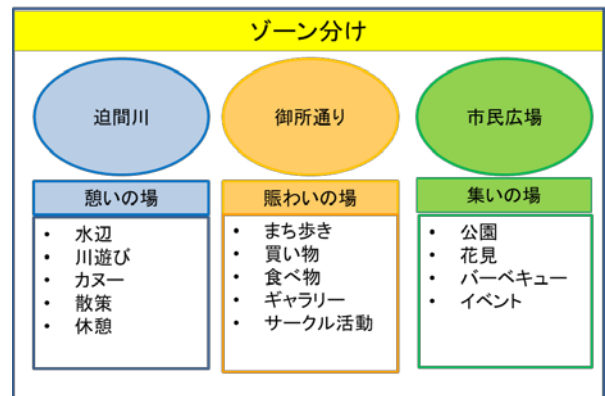 ゾーン分け
迫間川
御所通り
市民広場
憩いの場
賑わいの場
集いの場
• 水辺
• 川遊び
• カヌー
• 散策
• 休憩
• まち歩き
• 買い物
• 食べ物
• ギャラリー
• サークル活動
• 公園
• 花見
• バーベキュー
• イベント